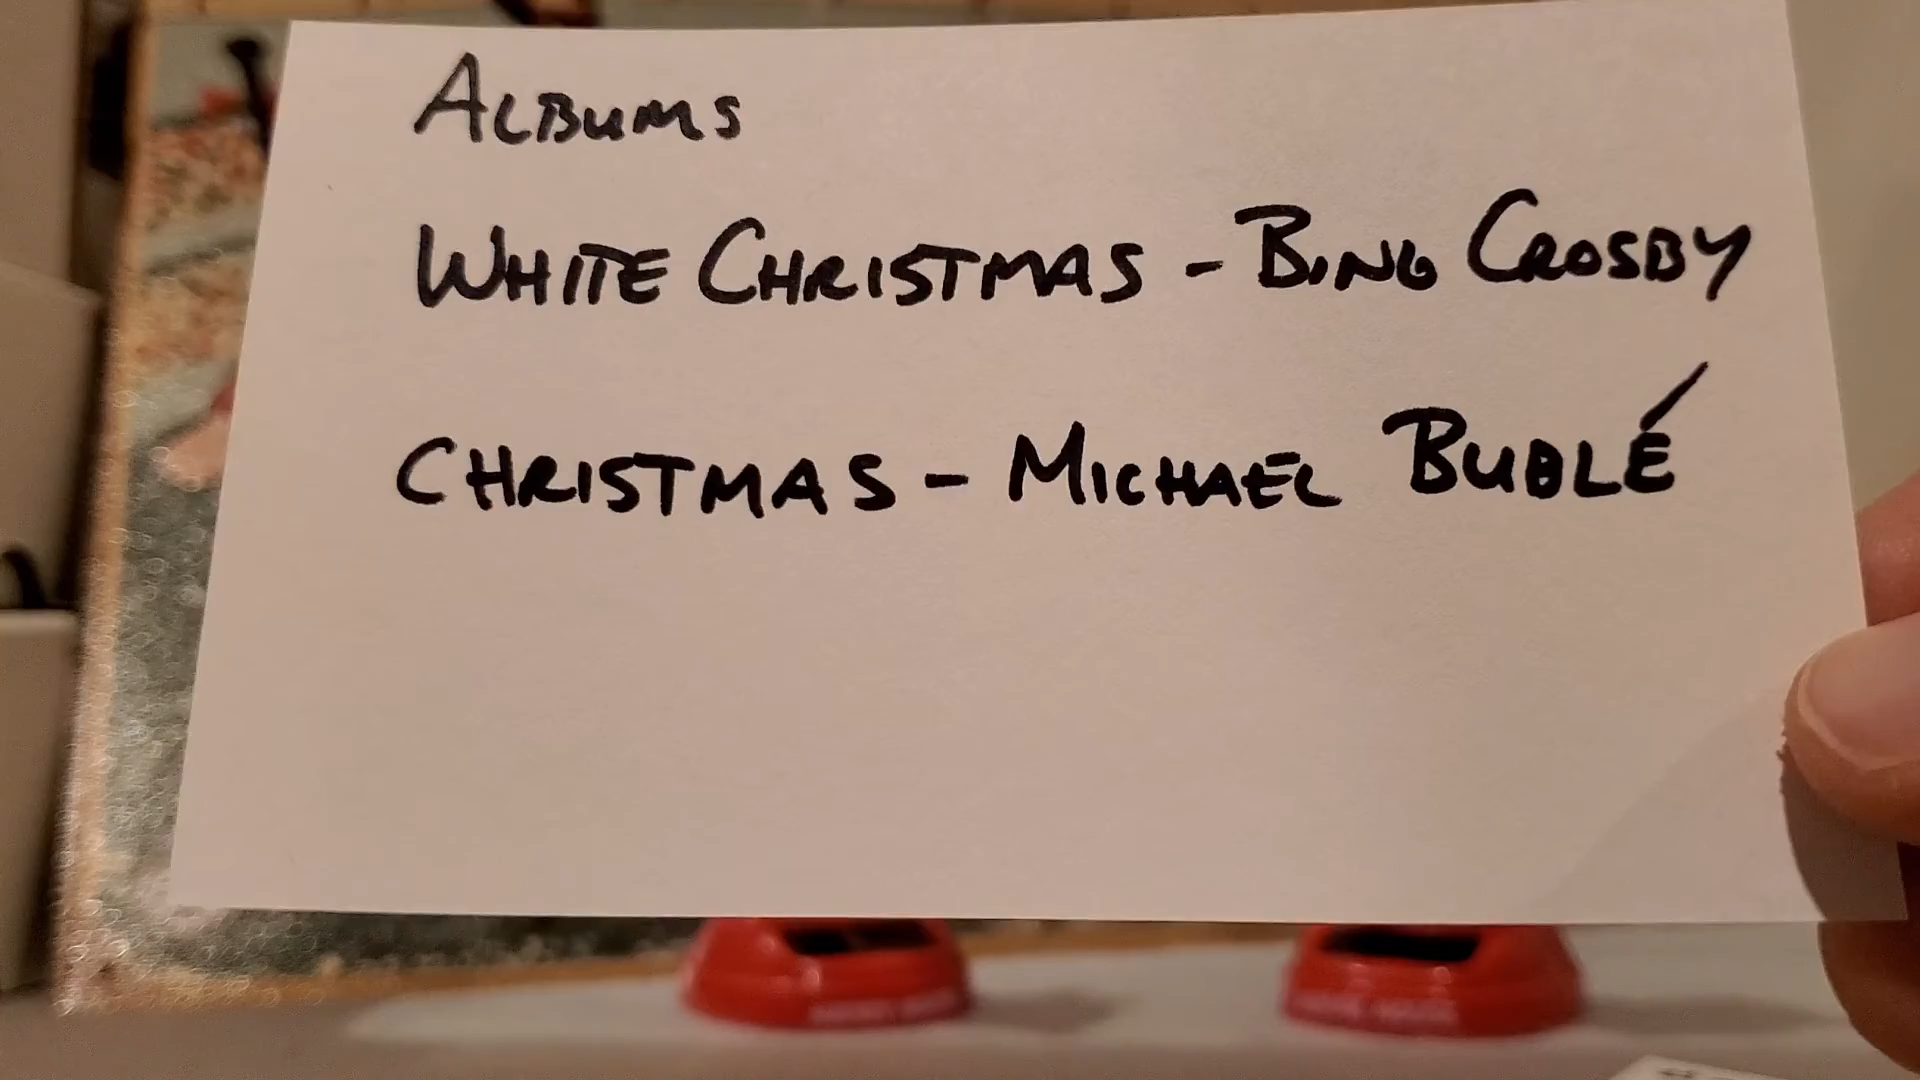 ALBUMS
WHITE CHRISTMAS - BING CROSBY
CHRISTMAS - MICHAEL BUBLÉ